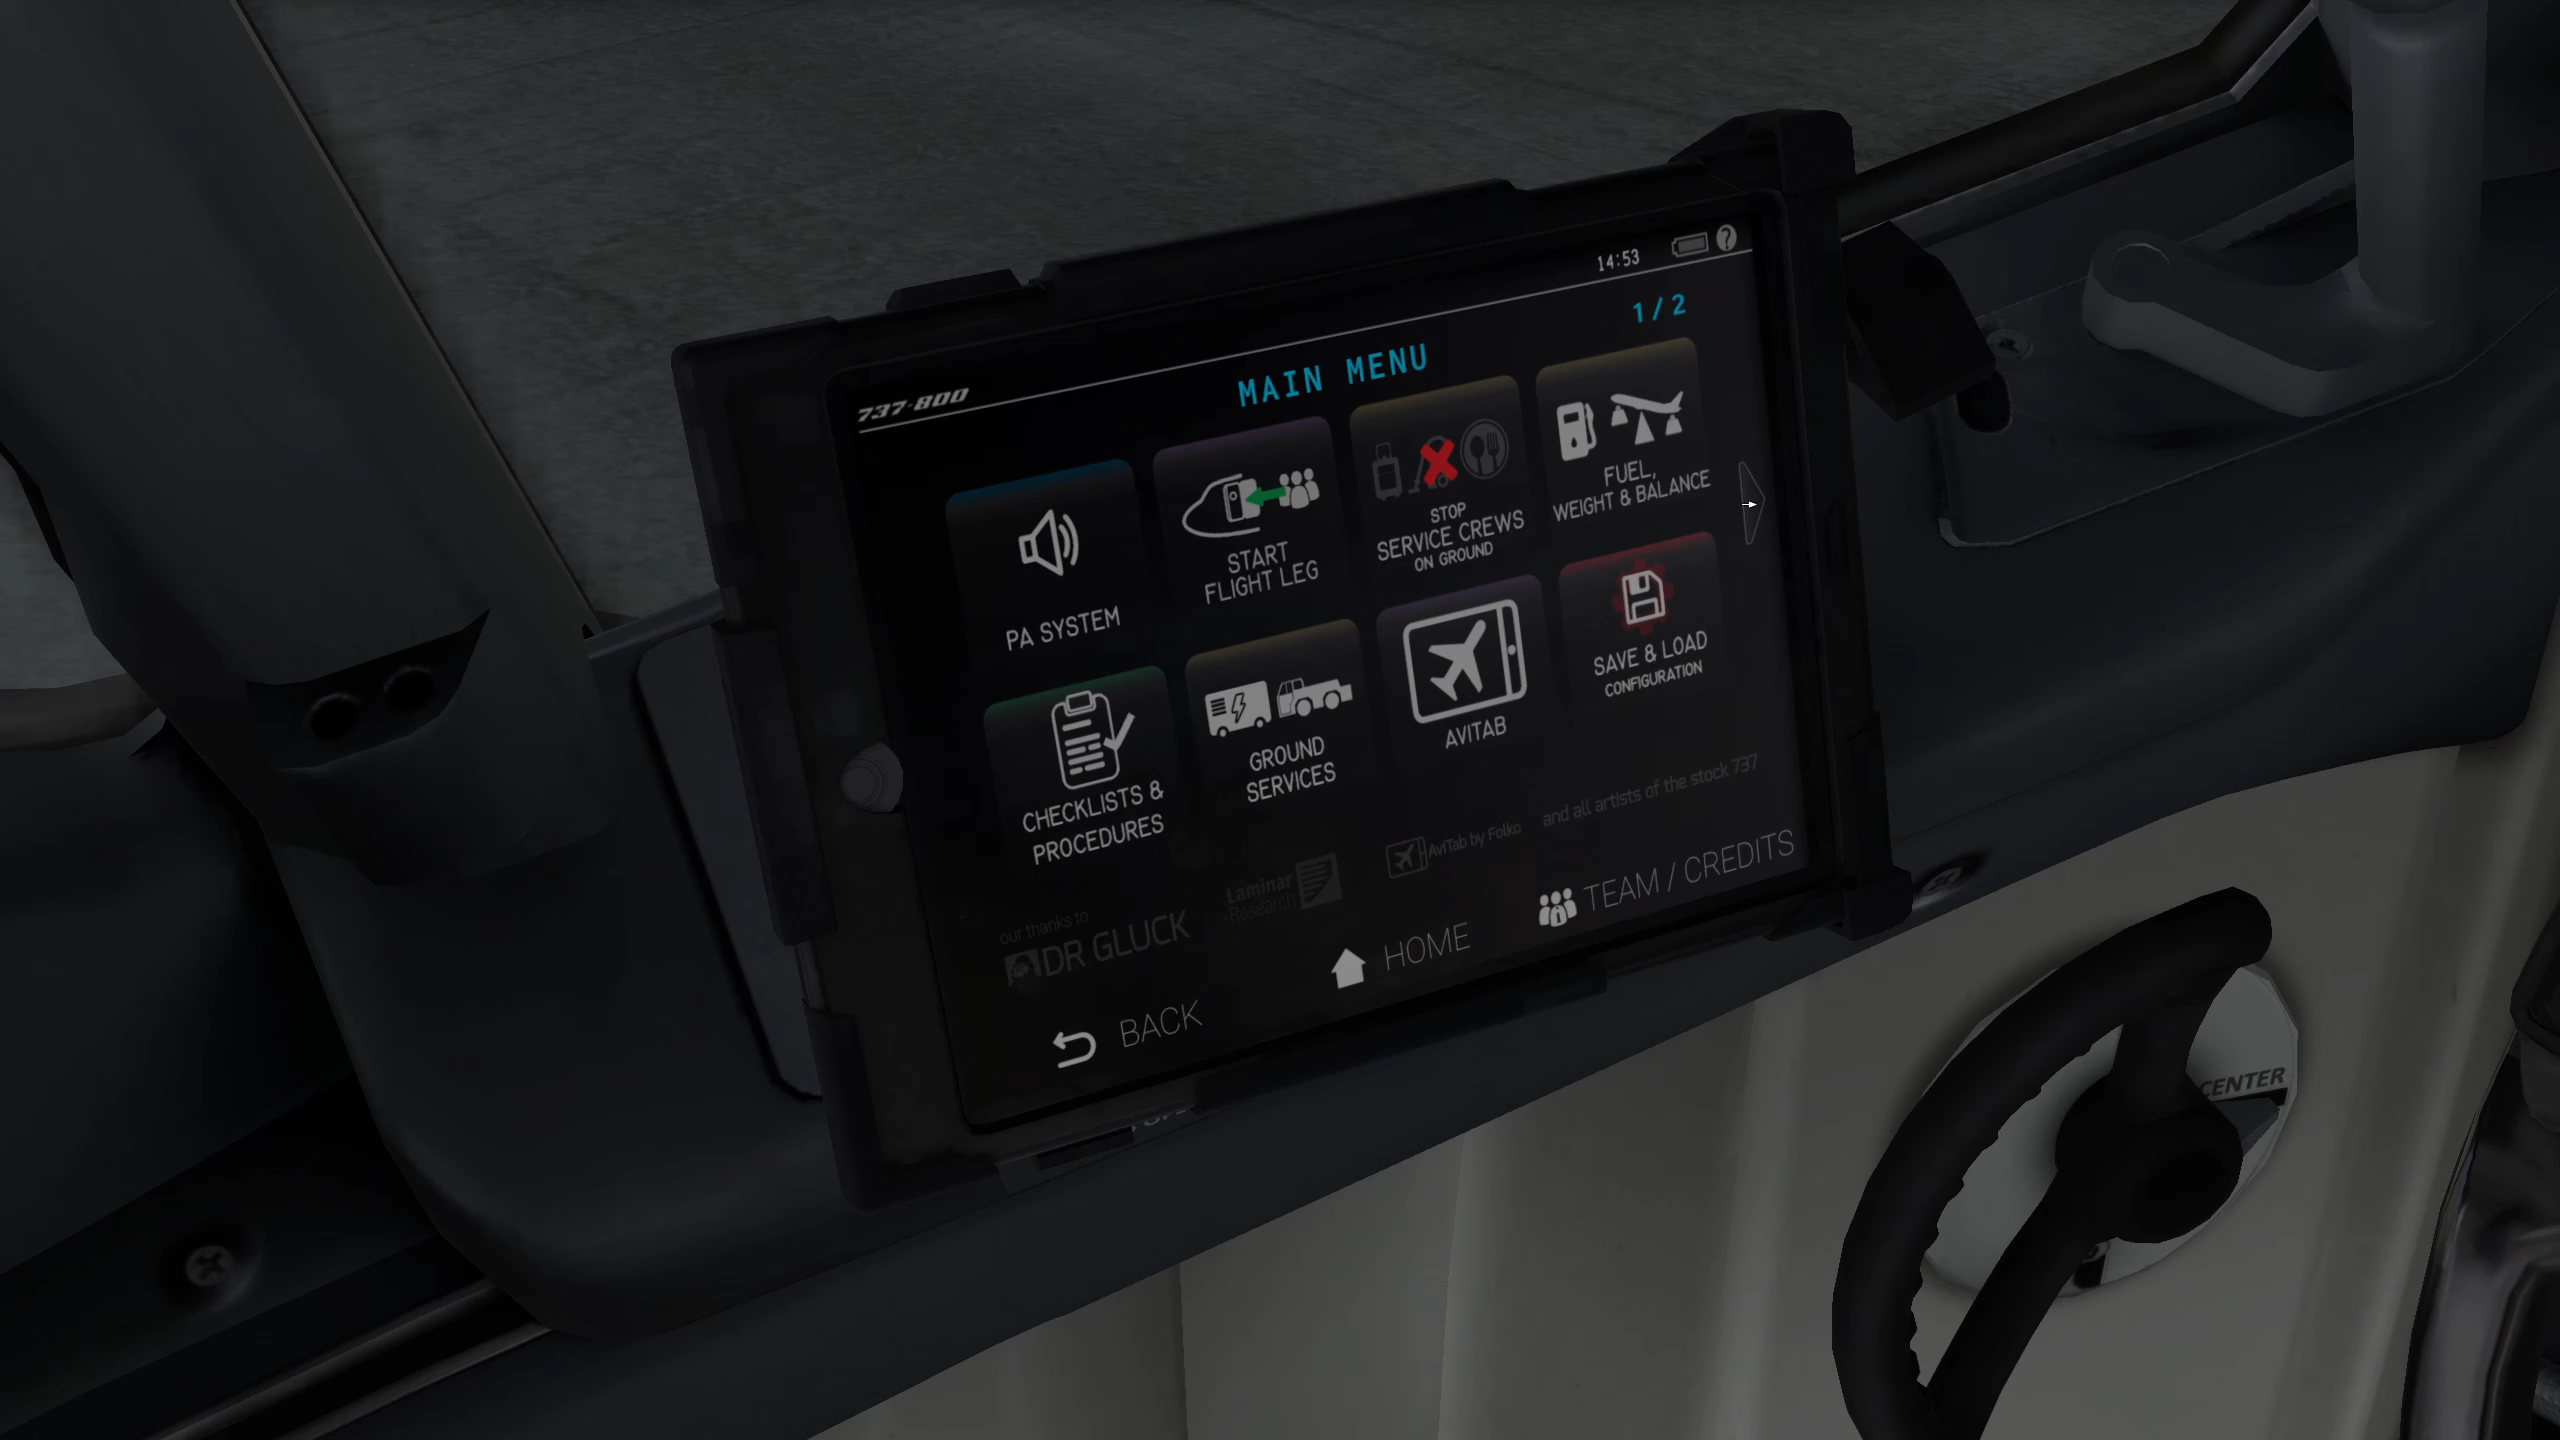 14:53
737-800
1/2
MAIN MENU
PA SYSTEM
START
FLIGHT LEG
STOP
SERVICE CREWS
ON GROUND
FUEL,
WEIGHT & BALANCE
CHECKLISTS &
PROCEDURES
GROUND
SERVICES
AVITAB
SAVE & LOAD
CONFIGURATION
our thanks to
DR GLUCK
Laminar
Research
AviTab by Folko
and all artists of the stock 737
BACK
HOME
TEAM / CREDITS
CENTER